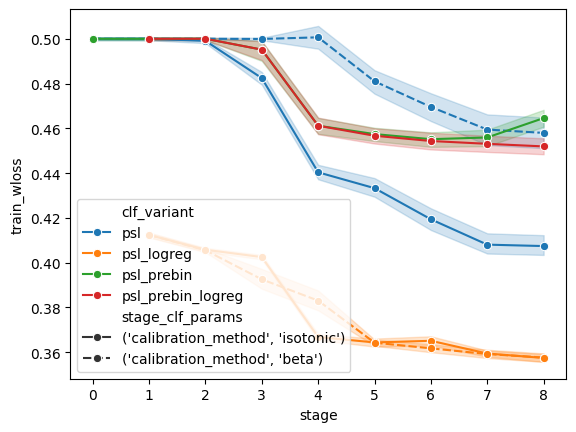 0.50
0.48
0.46
0.44
0.42
0.40
0.38
0.36
train_wloss
clf_variant
psl
psl_logreg
psl_prebin
psl_prebin_logreg
stage_clf_params
('calibration_method', 'isotonic')
('calibration_method', 'beta')
0 1 2 3 4 5 6 7 8
stage